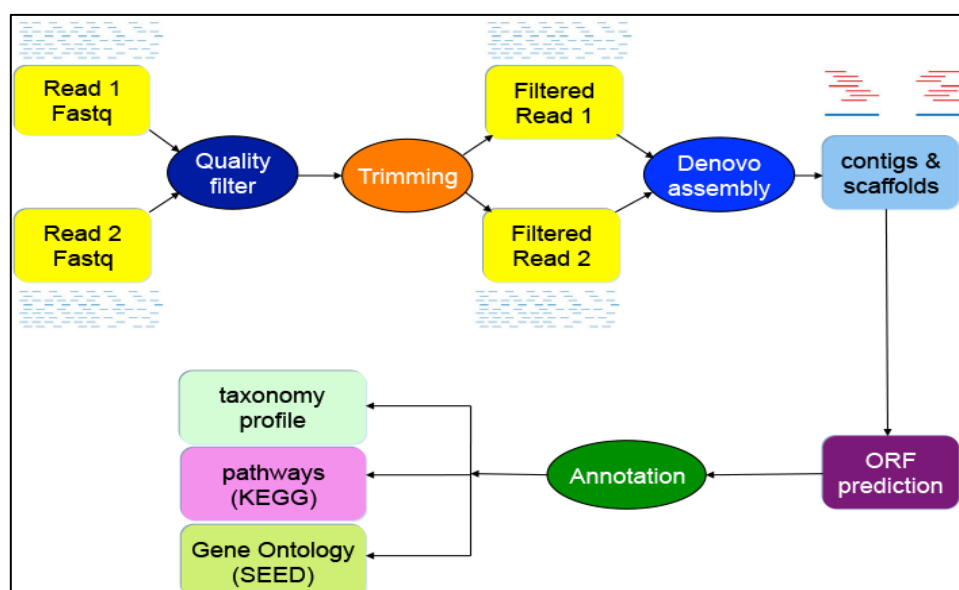 Read 1
Fastq
Quality
filter
Read 2
Fastq
Trimming
Filtered
Read 1
Filtered
Read 2
Denovo
assembly
contigs &
scaffolds
ORF
prediction
Annotation
taxonomy
profile
pathways
(KEGG)
Gene Ontology
(SEED)